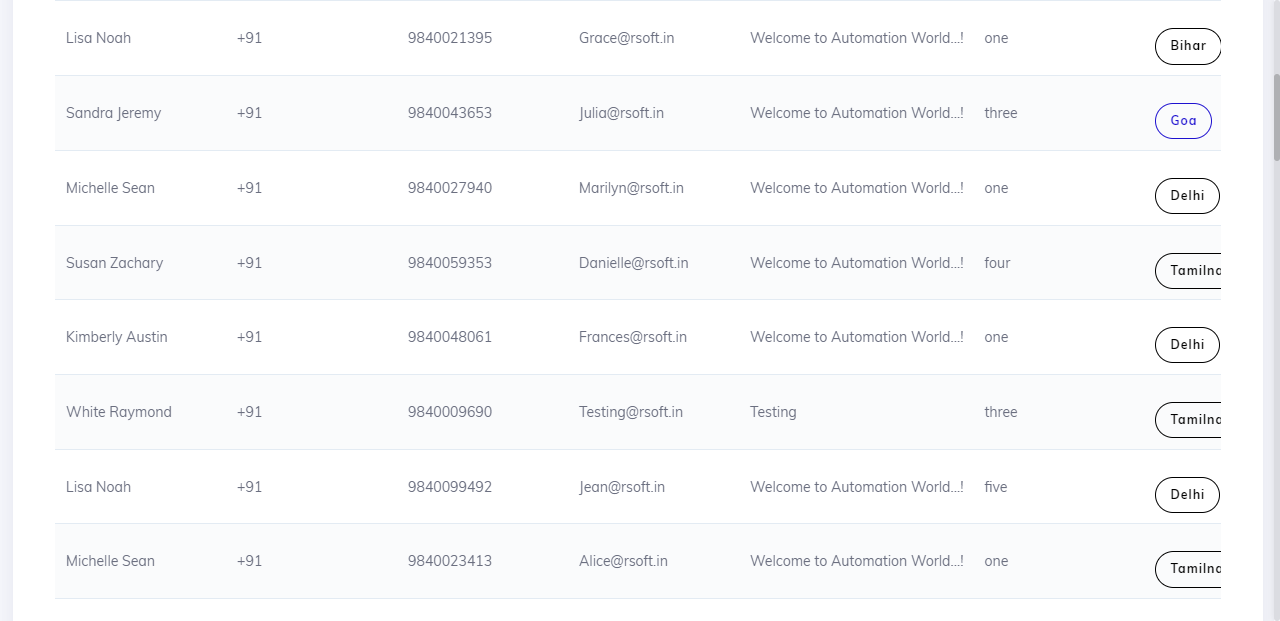 Lisa Noah +91 9840021395 Grace@rsoft.in Welcome to Automation World...! one Bihar
Sandra Jeremy +91 9840043653 Julia@rsoft.in Welcome to Automation World...! three Goa
Michelle Sean +91 9840027940 Marilyn@rsoft.in Welcome to Automation World...! one Delhi
Susan Zachary +91 9840059353 Danielle@rsoft.in Welcome to Automation World...! four Tamilna
Kimberly Austin +91 9840048061 Frances@rsoft.in Welcome to Automation World...! one Delhi
White Raymond +91 9840009690 Testing@rsoft.in Testing three Tamilna
Lisa Noah +91 9840099492 Jean@rsoft.in Welcome to Automation World...! five Delhi
Michelle Sean +91 9840023413 Alice@rsoft.in Welcome to Automation World...! one Tamilna